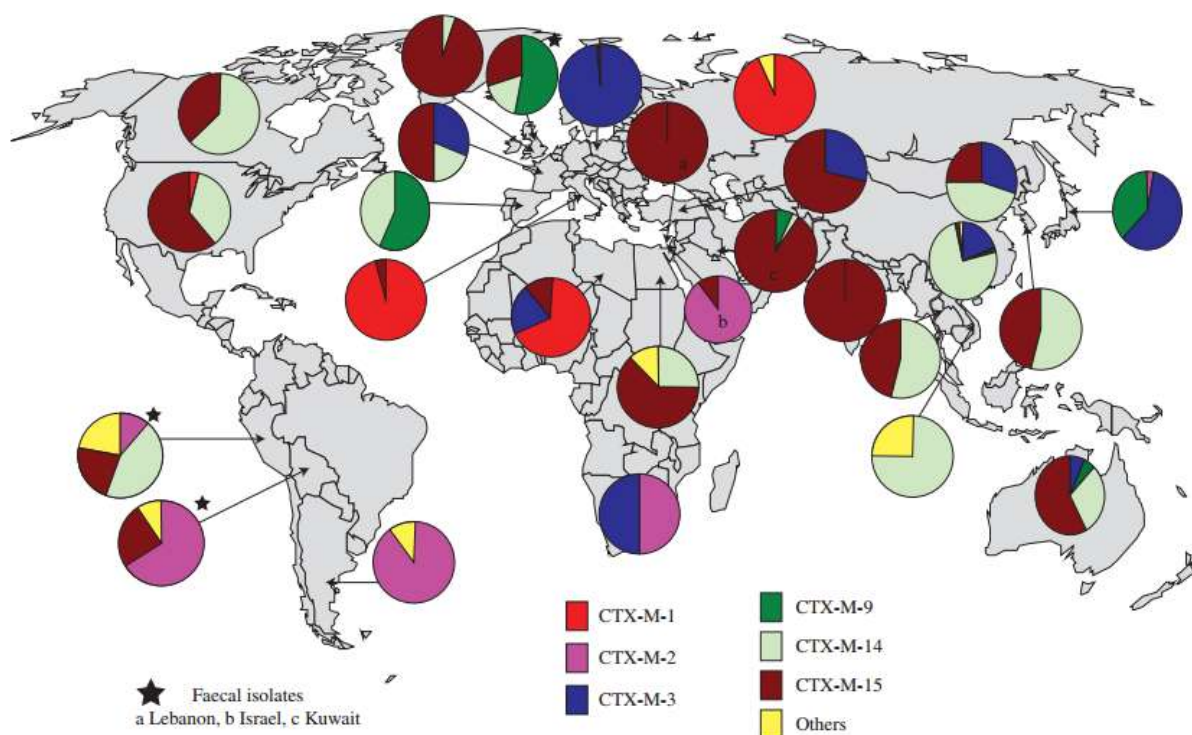 a
c
b
CTX-M-1
CTX-M-2
CTX-M-3
CTX-M-9
CTX-M-14
CTX-M-15
Others
Faecal isolates
a Lebanon, b Israel, c Kuwait